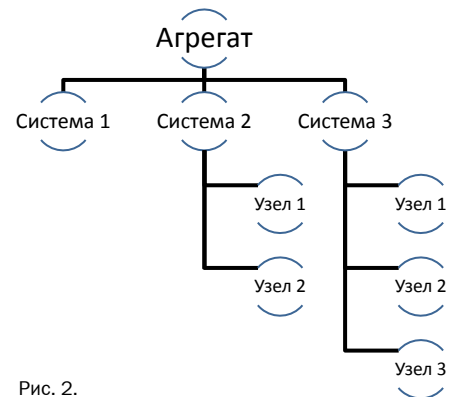 Агрегат
Система 1 Система 2 Система 3
Узел 1 Узел 1
Узел 2 Узел 2
Узел 3
Рис. 2.